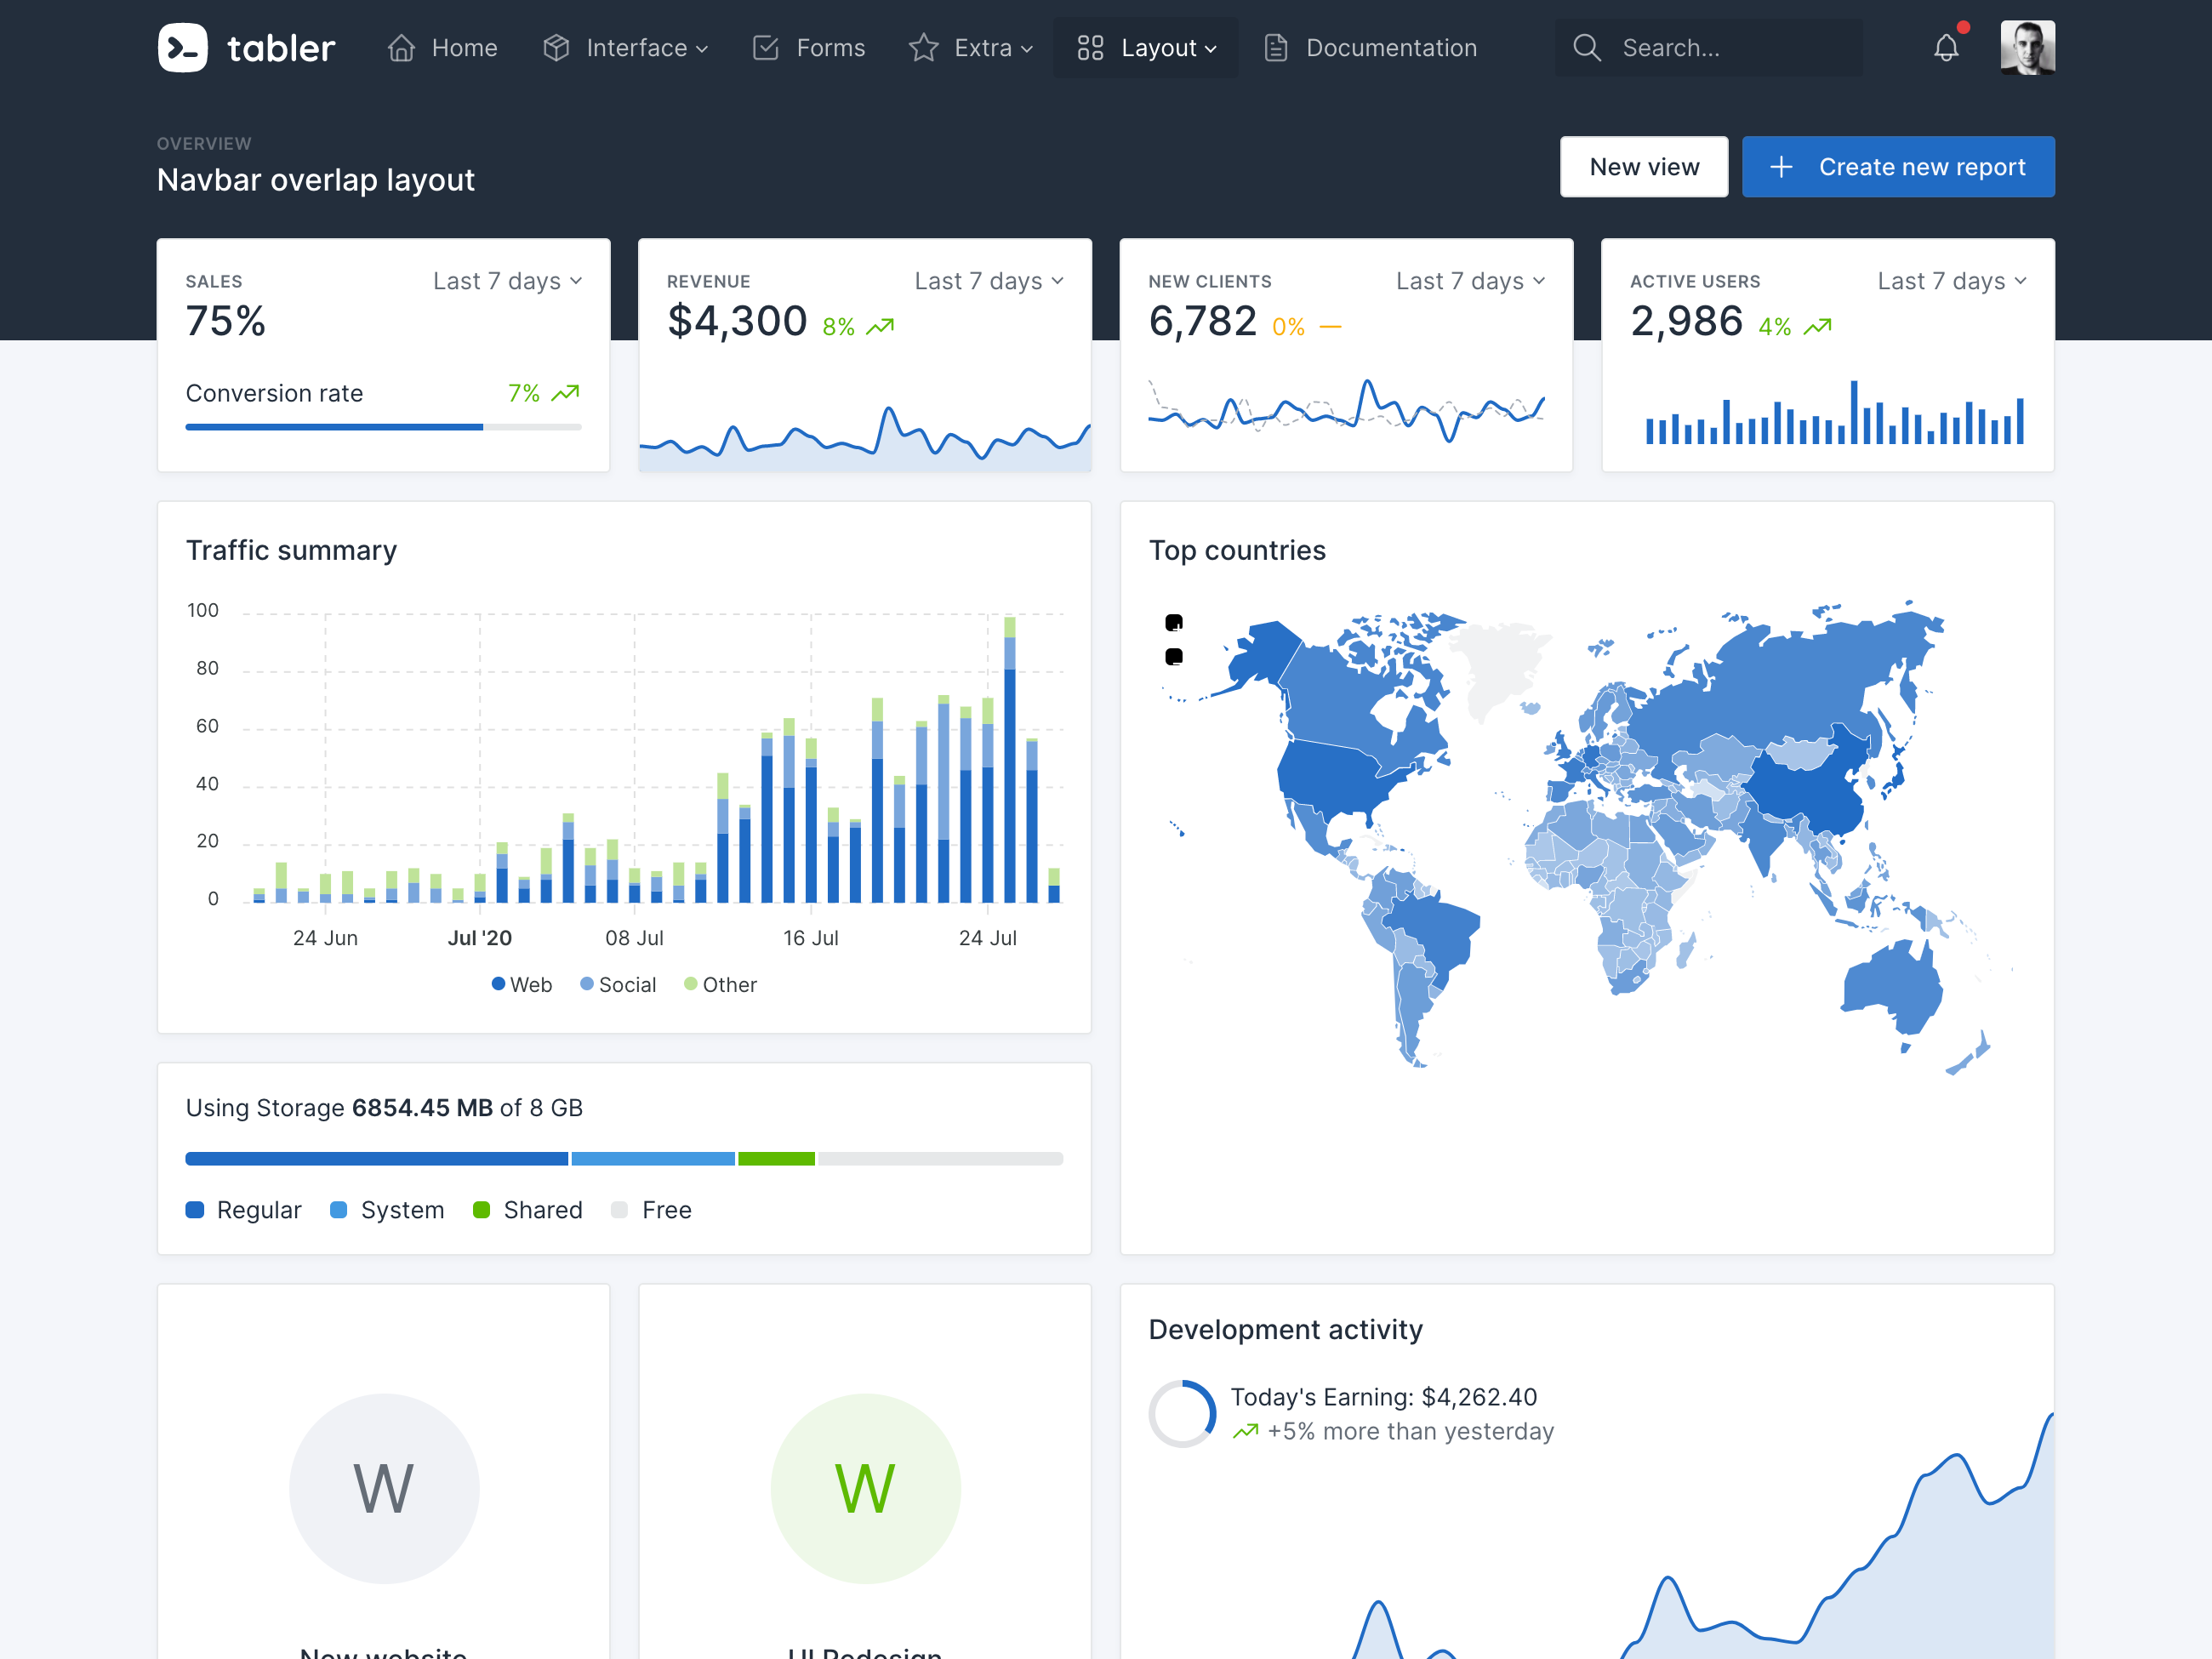 tabler
Home
Interface
Forms
Extra
Layout
Documentation
Search...
OVERVIEW
Navbar overlap layout
New view
Create new report
SALES
Last 7 days
75%
Conversion rate
7%
REVENUE
Last 7 days
$4,300 8%
NEW CLIENTS
Last 7 days
6,782 0%
ACTIVE USERS
Last 7 days
2,986 4%
Traffic summary
100
80
60
40
20
0
24 Jun
Jul '20
08 Jul
16 Jul
24 Jul
Web
Social
Other
Top countries
Using Storage 6854.45 MB of 8 GB
Regular
System
Shared
Free
W
New website
W
UI Redesign
Development activity
Today's Earning: $4,262.40
+5% more than yesterday